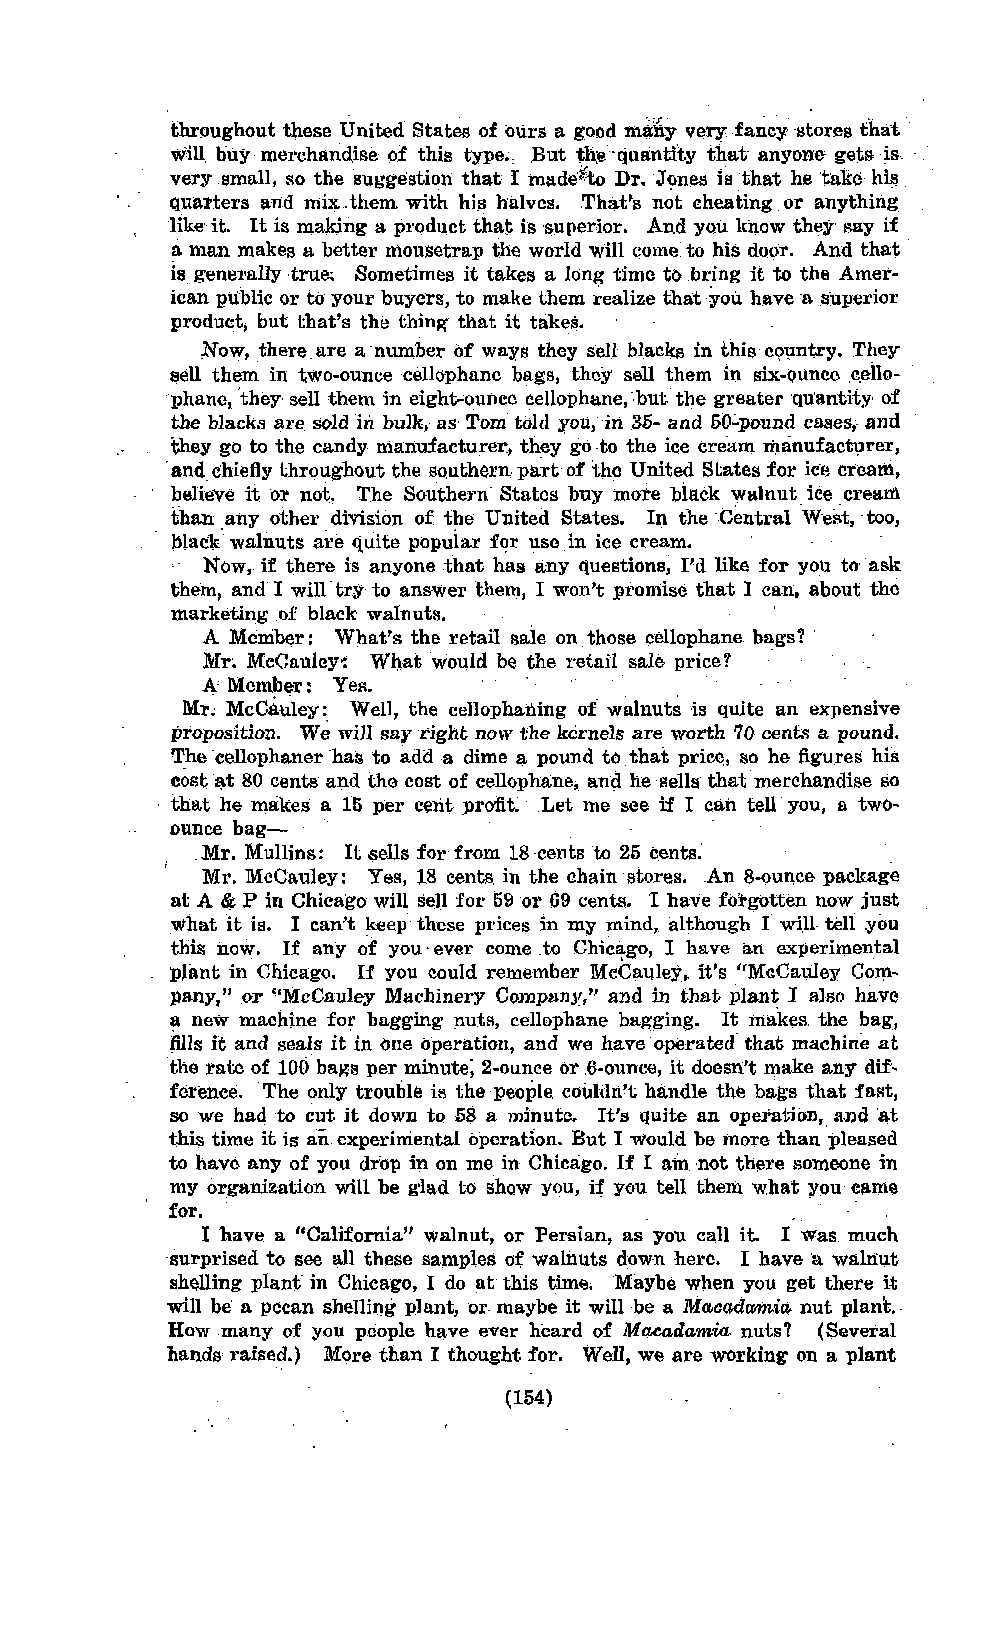 throughout these United States of ours a good many very fancy stores that
will buy merchandise of this type. But the quantity that anyone gets is
very small, so the suggestion that I made to Dr. Jones is that he take his
quarters and mix them with his halves. That's not cheating or anything
like it. It is making a product that is superior. And you know they say if
a man makes a better mousetrap the world will come to his door. And that
is generally true. Sometimes it takes a long time to bring it to the Amer-
ican public or to your buyers, to make them realize that you have a superior
product, but that's the thing that it takes.
Now, there are a number of ways they sell blacks in this country. They
sell them in two-ounce cellophane bags, they sell them in six-ounce cello-
phane, they sell them in eight-ounce cellophane, but the greater quantity of
the blacks are sold in bulk, as Tom told you, in 35- and 50-pound cases, and
they go to the candy manufacturer, they go to the ice cream manufacturer,
and chiefly throughout the southern part of the United States for ice cream,
believe it or not. The Southern States buy more black walnut ice cream
than any other division of the United States. In the Central West, too,
black walnuts are quite popular for use in ice cream.
Now, if there is anyone that has any questions, I'd like for you to ask
them, and I will try to answer them, I won't promise that I can, about the
marketing of black walnuts.
A Member: What's the retail sale on those cellophane bags?
Mr. McCauley: What would be the retail sale price?
A Member: Yes.
Mr. McCauley: Well, the cellophaning of walnuts is quite an expensive
proposition. We will say right now the kernels are worth 70 cents a pound.
The cellophaner has to add a dime a pound to that price, so he figures his
cost at 80 cents and the cost of cellophane, and he sells that merchandise so
that he makes a 15 per cent profit. Let me see if I can tell you, a two-
ounce bag—
Mr. Mullins: It sells for from 18 cents to 25 cents.
Mr. McCauley: Yes, 18 cents in the chain stores. An 8-ounce package
at A & P in Chicago will sell for 59 or 69 cents. I have forgotten now just
what it is. I can't keep these prices in my mind, although I will tell you
this now. If any of you ever come to Chicago, I have an experimental
plant in Chicago. If you could remember McCauley, it's "McCauley Com-
pany," or "McCauley Machinery Company," and in that plant I also have
a new machine for bagging nuts, cellophane bagging. It makes the bag,
fills it and seals it in one operation, and we have operated that machine at
the rate of 100 bags per minute; 2-ounce or 6-ounce, it doesn't make any dif-
ference. The only trouble is the people couldn't handle the bags that fast,
so we had to cut it down to 58 a minute. It's quite an operation, and at
this time it is an experimental operation. But I would be more than pleased
to have any of you drop in on me in Chicago. If I am not there someone in
my organization will be glad to show you, if you tell them what you came
for.
I have a "California" walnut, or Persian, as you call it. I was much
surprised to see all these samples of walnuts down here. I have a walnut
shelling plant in Chicago, I do at this time. Maybe when you get there it
will be a pecan shelling plant, or maybe it will be a Macadamia nut plant.
How many of you people have ever heard of Macadamia nuts? (Several
hands raised.) More than I thought for. Well, we are working on a plant
(154)